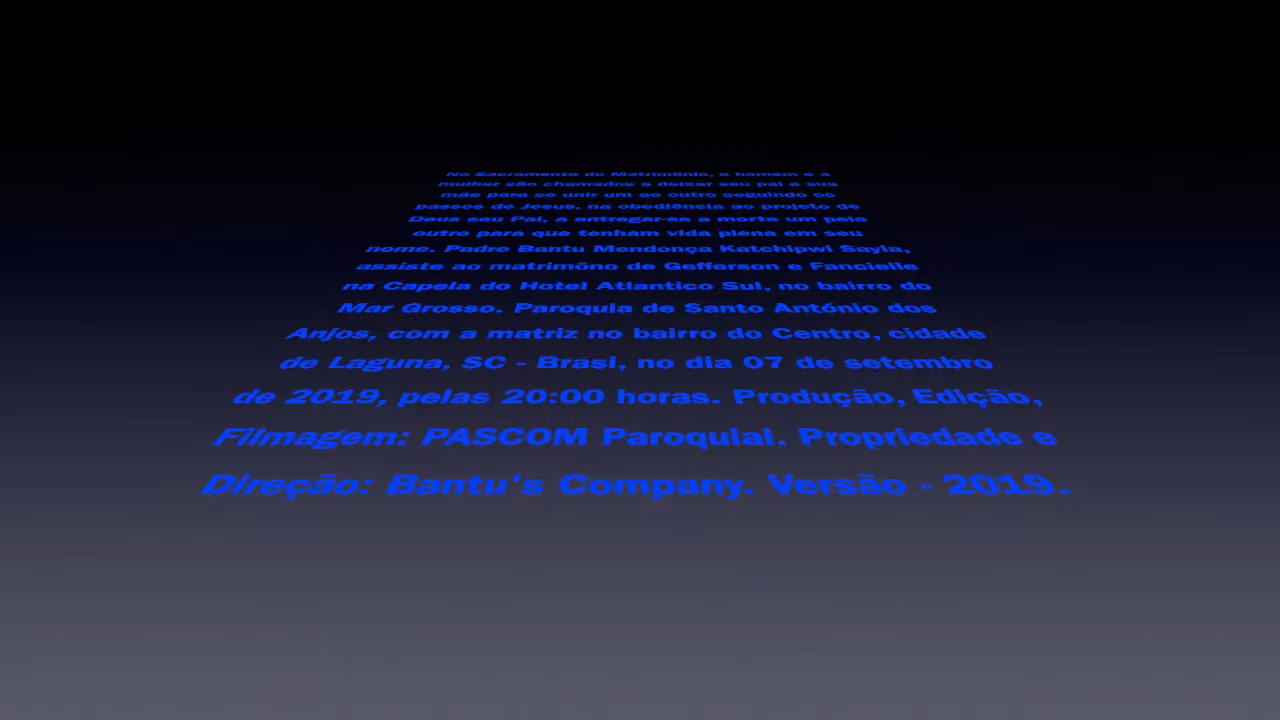 No Sacramento do Matrimônio, o homem e a
mulher são chamados a deixar seu pai e sua
mãe para se unir um ao outro seguindo os
passos de Jesus, na obediência ao projeto de
Deus seu Pai, a entregar-se a morte um pelo
outro para que tenham vida plena em seu
nome. Padre Bantu Mendonça Katchipwi Sayla,
assiste ao matrimôno de Gefferson e Fancielle
na Capela do Hotel Atlantico Sul, no bairro do
Mar Grosso. Paroquia de Santo António dos
Anjos, com a matriz no bairro do Centro, cidade
de Laguna, SC - Brasi, no dia 07 de setembro
de 2019, pelas 20:00 horas. Produção, Edição,
Filmagem: PASCOM Paroquial. Propriedade e
Direção: Bantu's Company. Versão - 2019.